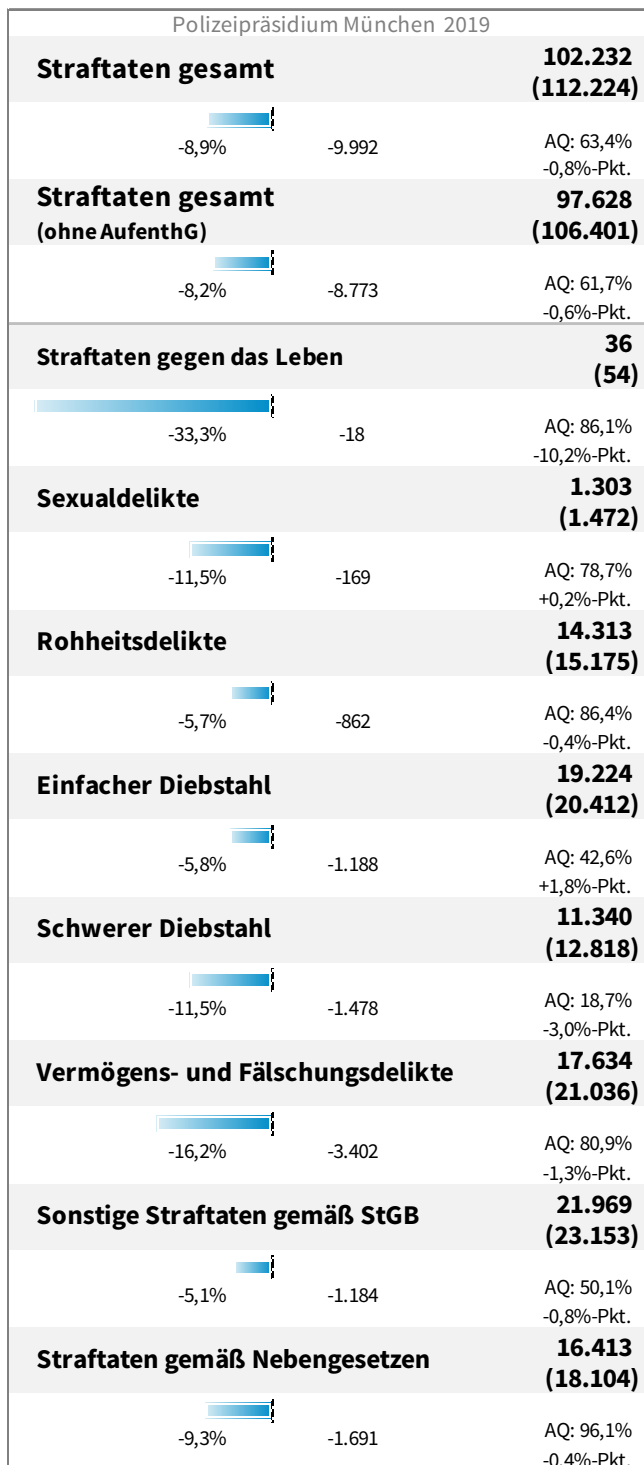 Polizeipräsidium München 2019
Straftaten gesamt 102.232
(112.224)
-8,9% -9.992 AQ: 63,4%
-0,8%-Pkt.
Straftaten gesamt 97.628
(ohne AufenthG) (106.401)
-8,2% -8.773 AQ: 61,7%
-0,6%-Pkt.
Straftaten gegen das Leben 36
(54)
-33,3% -18 AQ: 86,1%
-10,2%-Pkt.
Sexualdelikte 1.303
(1.472)
-11,5% -169 AQ: 78,7%
+0,2%-Pkt.
Rohheitsdelikte 14.313
(15.175)
-5,7% -862 AQ: 86,4%
-0,4%-Pkt.
Einfacher Diebstahl 19.224
(20.412)
-5,8% -1.188 AQ: 42,6%
+1,8%-Pkt.
Schwerer Diebstahl 11.340
(12.818)
-11,5% -1.478 AQ: 18,7%
-3,0%-Pkt.
Vermögens- und Fälschungsdelikte 17.634
(21.036)
-16,2% -3.402 AQ: 80,9%
-1,3%-Pkt.
Sonstige Straftaten gemäß StGB 21.969
(23.153)
-5,1% -1.184 AQ: 50,1%
-0,8%-Pkt.
Straftaten gemäß Nebengesetzen 16.413
(18.104)
-9,3% -1.691 AQ: 96,1%
-0,4%-Pkt.